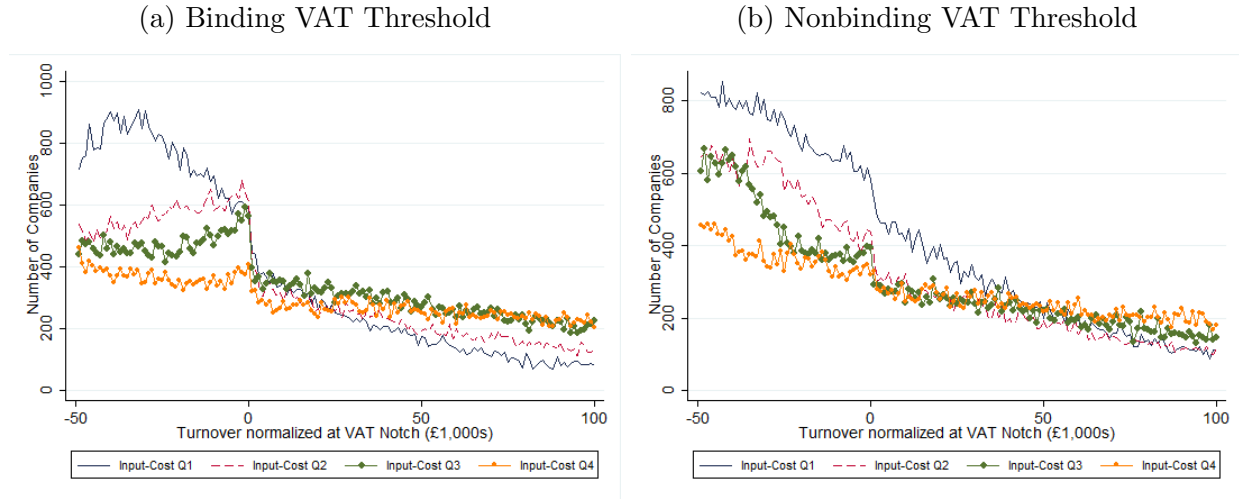 (a) Binding VAT Threshold
(b) Nonbinding VAT Threshold
Number of Companies
1000
800
600
400
200
0
-50
0
50
100
Turnover normalized at VAT Notch (£1,000s)
Input-Cost Q1
Input-Cost Q2
Input-Cost Q3
Input-Cost Q4
Number of Companies
800
600
400
200
0
-50
0
50
100
Turnover normalized at VAT Notch (£1,000s)
Input-Cost Q1
Input-Cost Q2
Input-Cost Q3
Input-Cost Q4